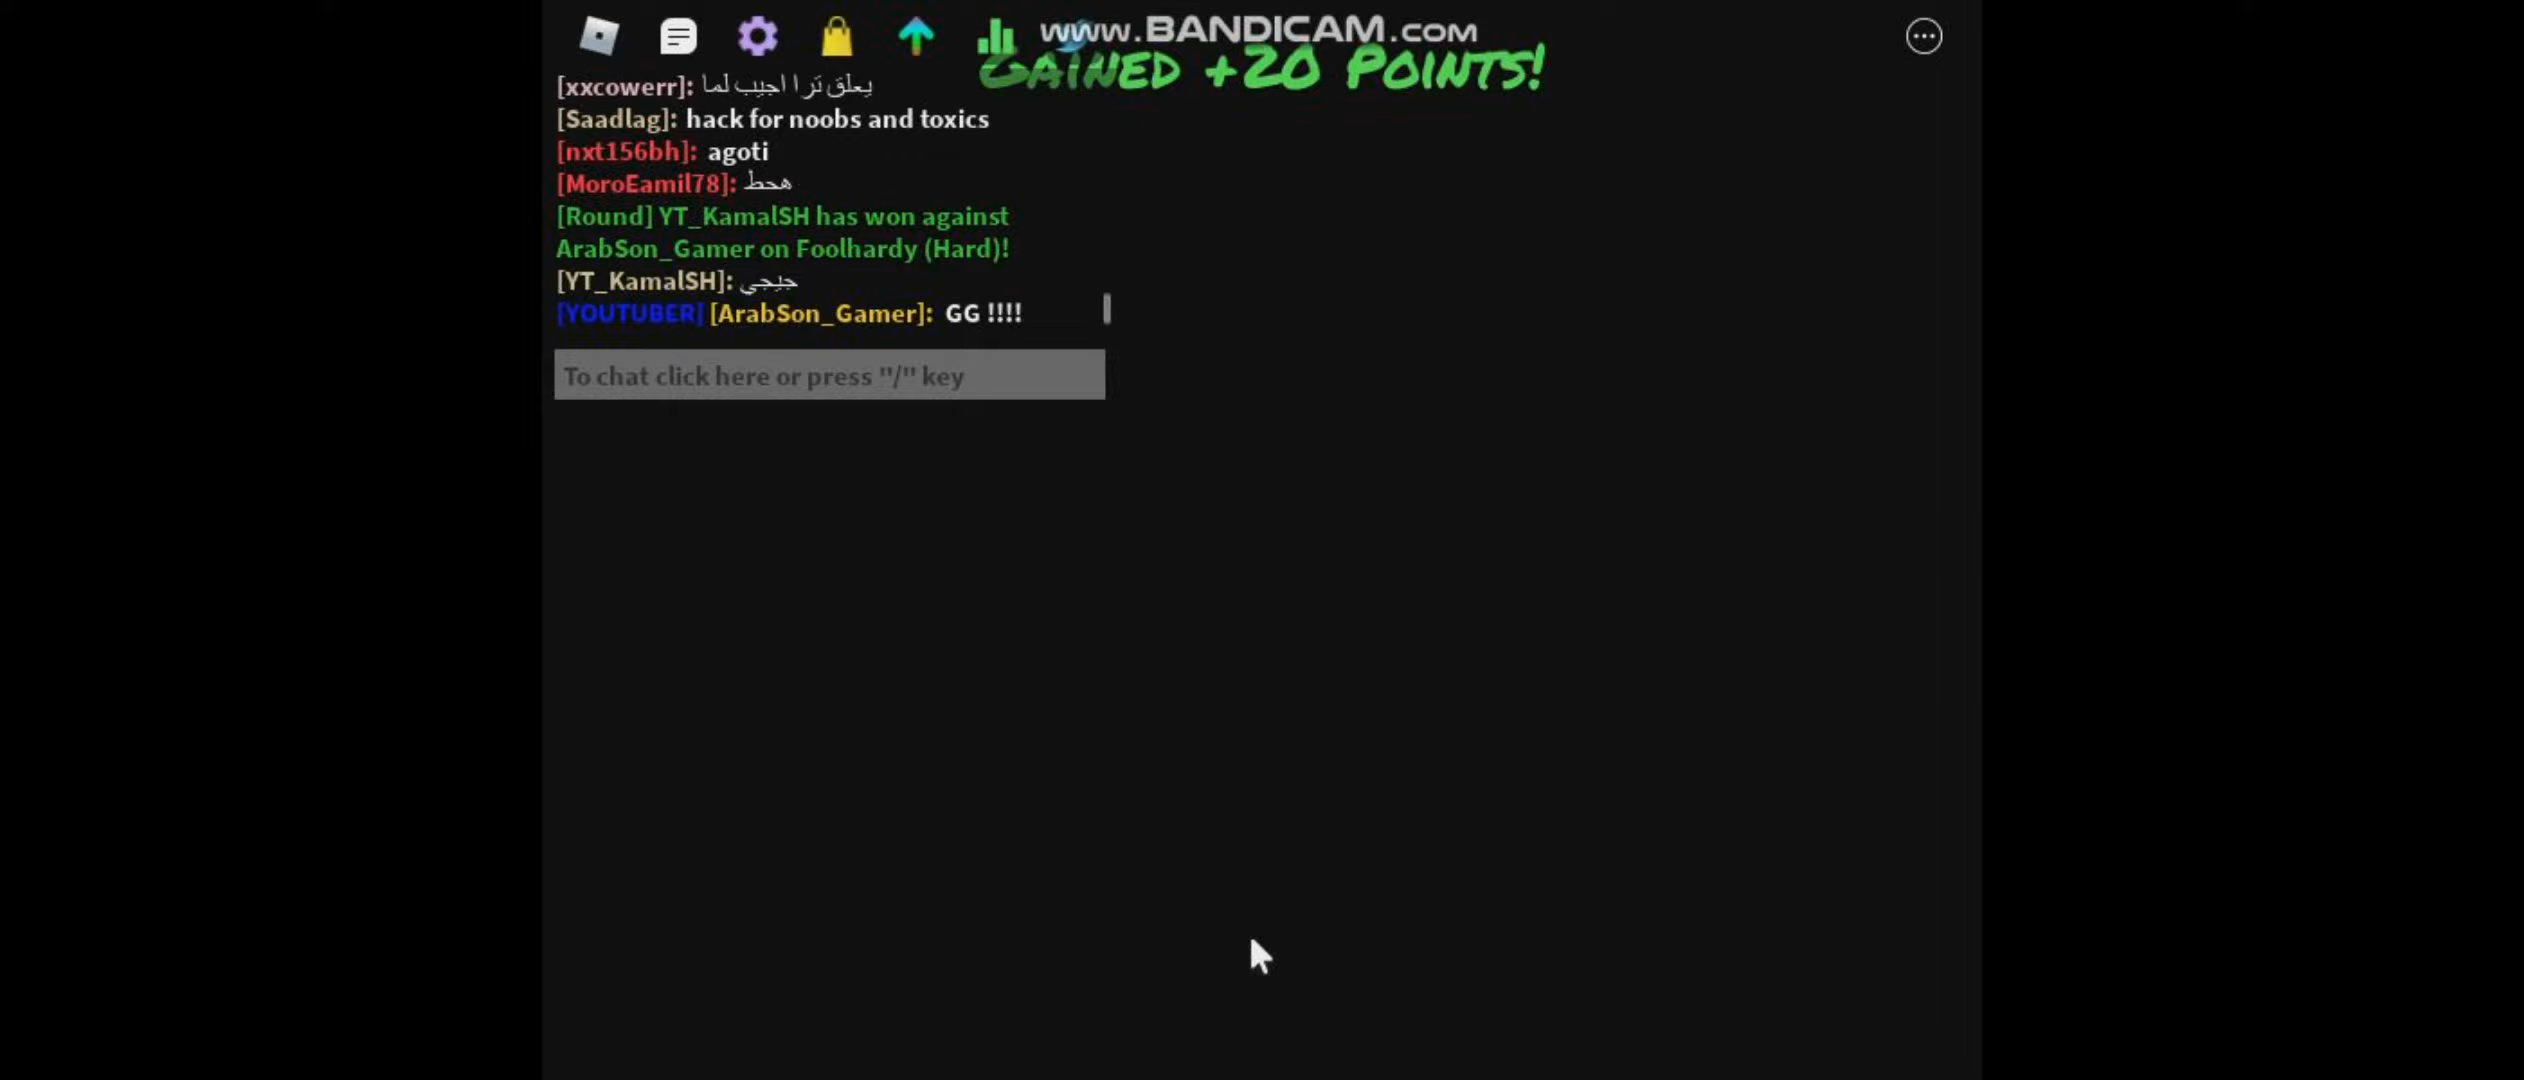 www.BANDICAM.com
GAINED +20 POINTS!
[xxcowerr]: يعلق ترا اجيب لما
[Saadlag]: hack for noobs and toxics
[nxt156bh]: agoti
[MoroEamil78]: هحط
[Round] YT_KamalSH has won against
ArabSon_Gamer on Foolhardy (Hard)!
[YT_KamalSH]: جيجي
[YOUTUBER] [ArabSon_Gamer]: GG !!!!
To chat click here or press "/" key